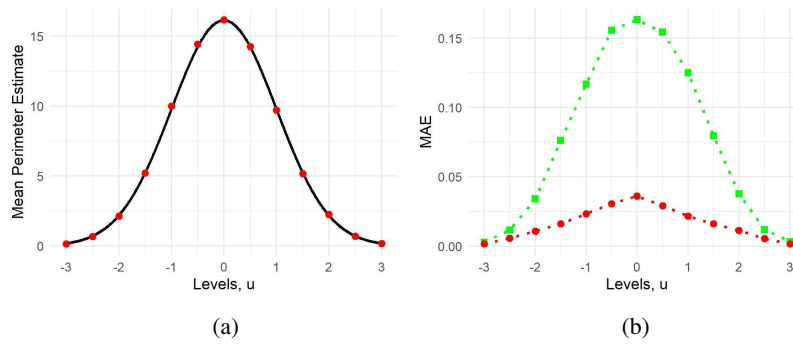 Mean Perimeter Estimate
15
10
5
0
-3 -2 -1 0 1 2 3
Levels, u
(a)
MAE
0.15
0.10
0.05
0.00
-3 -2 -1 0 1 2 3
Levels, u
(b)